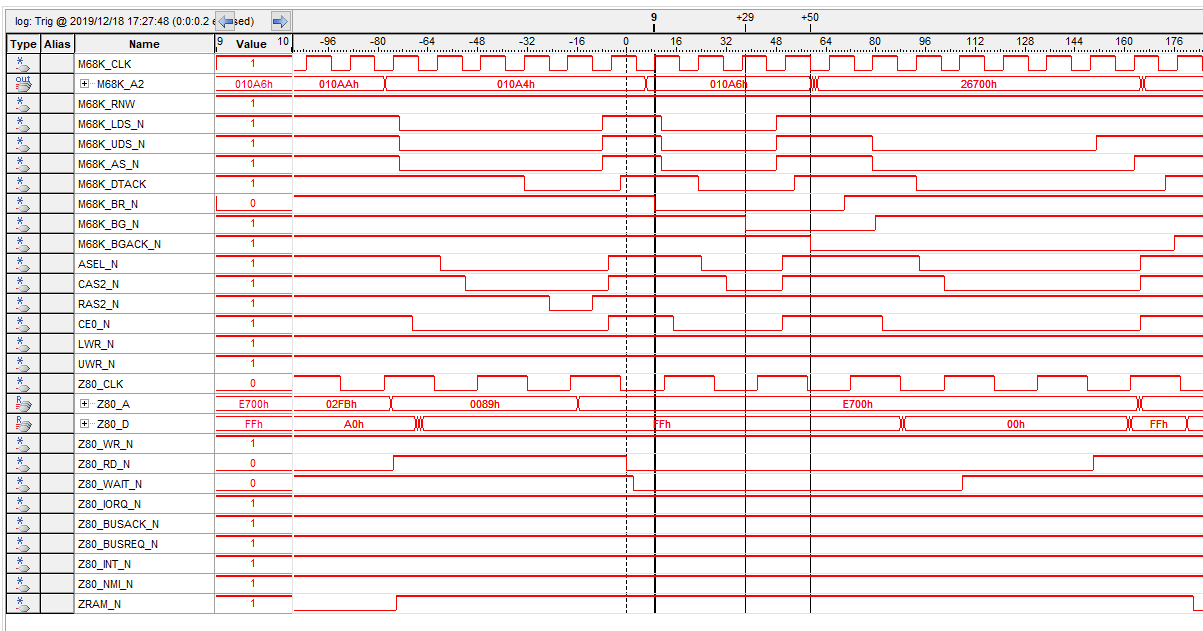 log: Trig @ 2019/12/18 17:27:48 (0:0:0.2 e sed)
9 +29 +50
Type Alias Name 9 Value 10 -96 -80 -64 -48 -32 -16 0 16 32 48 64 80 96 112 128 144 160 176
M68K_CLK 1
out M68K_A2 010A6h 010AAh 010A4h 010A6h 26700h
M68K_RNW 1
M68K_LDS_N 1
M68K_UDS_N 1
M68K_AS_N 1
M68K_DTACK 1
M68K_BR_N 0
M68K_BG_N 1
M68K_BGACK_N 1
ASEL_N 1
CAS2_N 1
RAS2_N 1
CE0_N 1
LWR_N 1
UWR_N 1
Z80_CLK 0
R Z80_A E700h 02FBh 0089h E700h
R Z80_D FFh A0h FFh 00h FFh
Z80_WR_N 1
Z80_RD_N 0
Z80_WAIT_N 0
Z80_IORQ_N 1
Z80_BUSACK_N 1
Z80_BUSREQ_N 1
Z80_INT_N 1
Z80_NMI_N 1
ZRAM_N 1